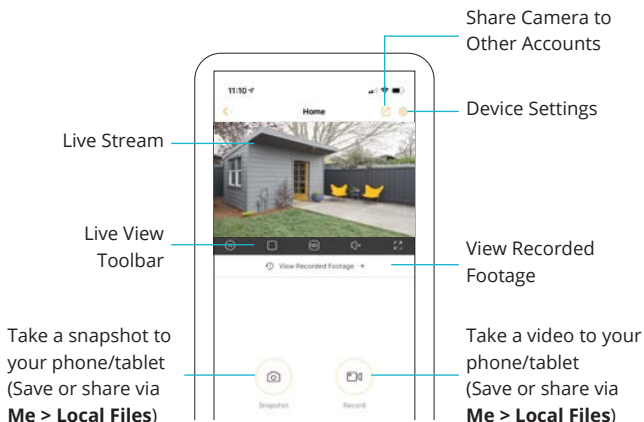 Share Camera to
Other Accounts
11:10
Home
Device Settings
Live Stream
Live View
Toolbar
HD
View Recorded Footage
View Recorded
Footage
Take a snapshot to
your phone/tablet
(Save or share via
Me > Local Files)
Snapshot
Record
Take a video to your
phone/tablet
(Save or share via
Me > Local Files)